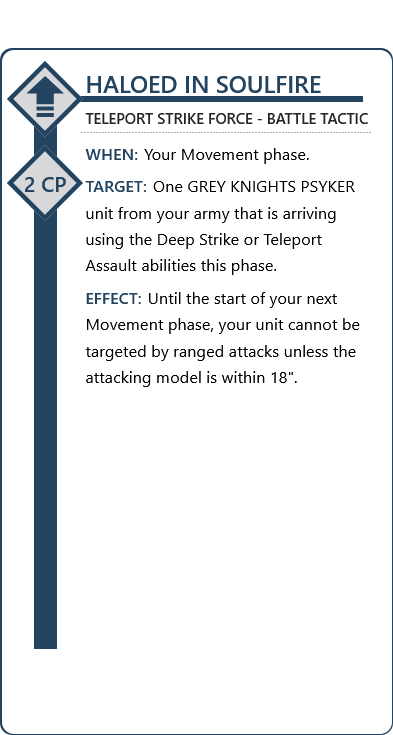 HALOED IN SOULFIRE
TELEPORT STRIKE FORCE - BATTLE TACTIC
WHEN: Your Movement phase.
2 CP
TARGET: One GREY KNIGHTS PSYKER
unit from your army that is arriving
using the Deep Strike or Teleport
Assault abilities this phase.
EFFECT: Until the start of your next
Movement phase, your unit cannot be
targeted by ranged attacks unless the
attacking model is within 18".